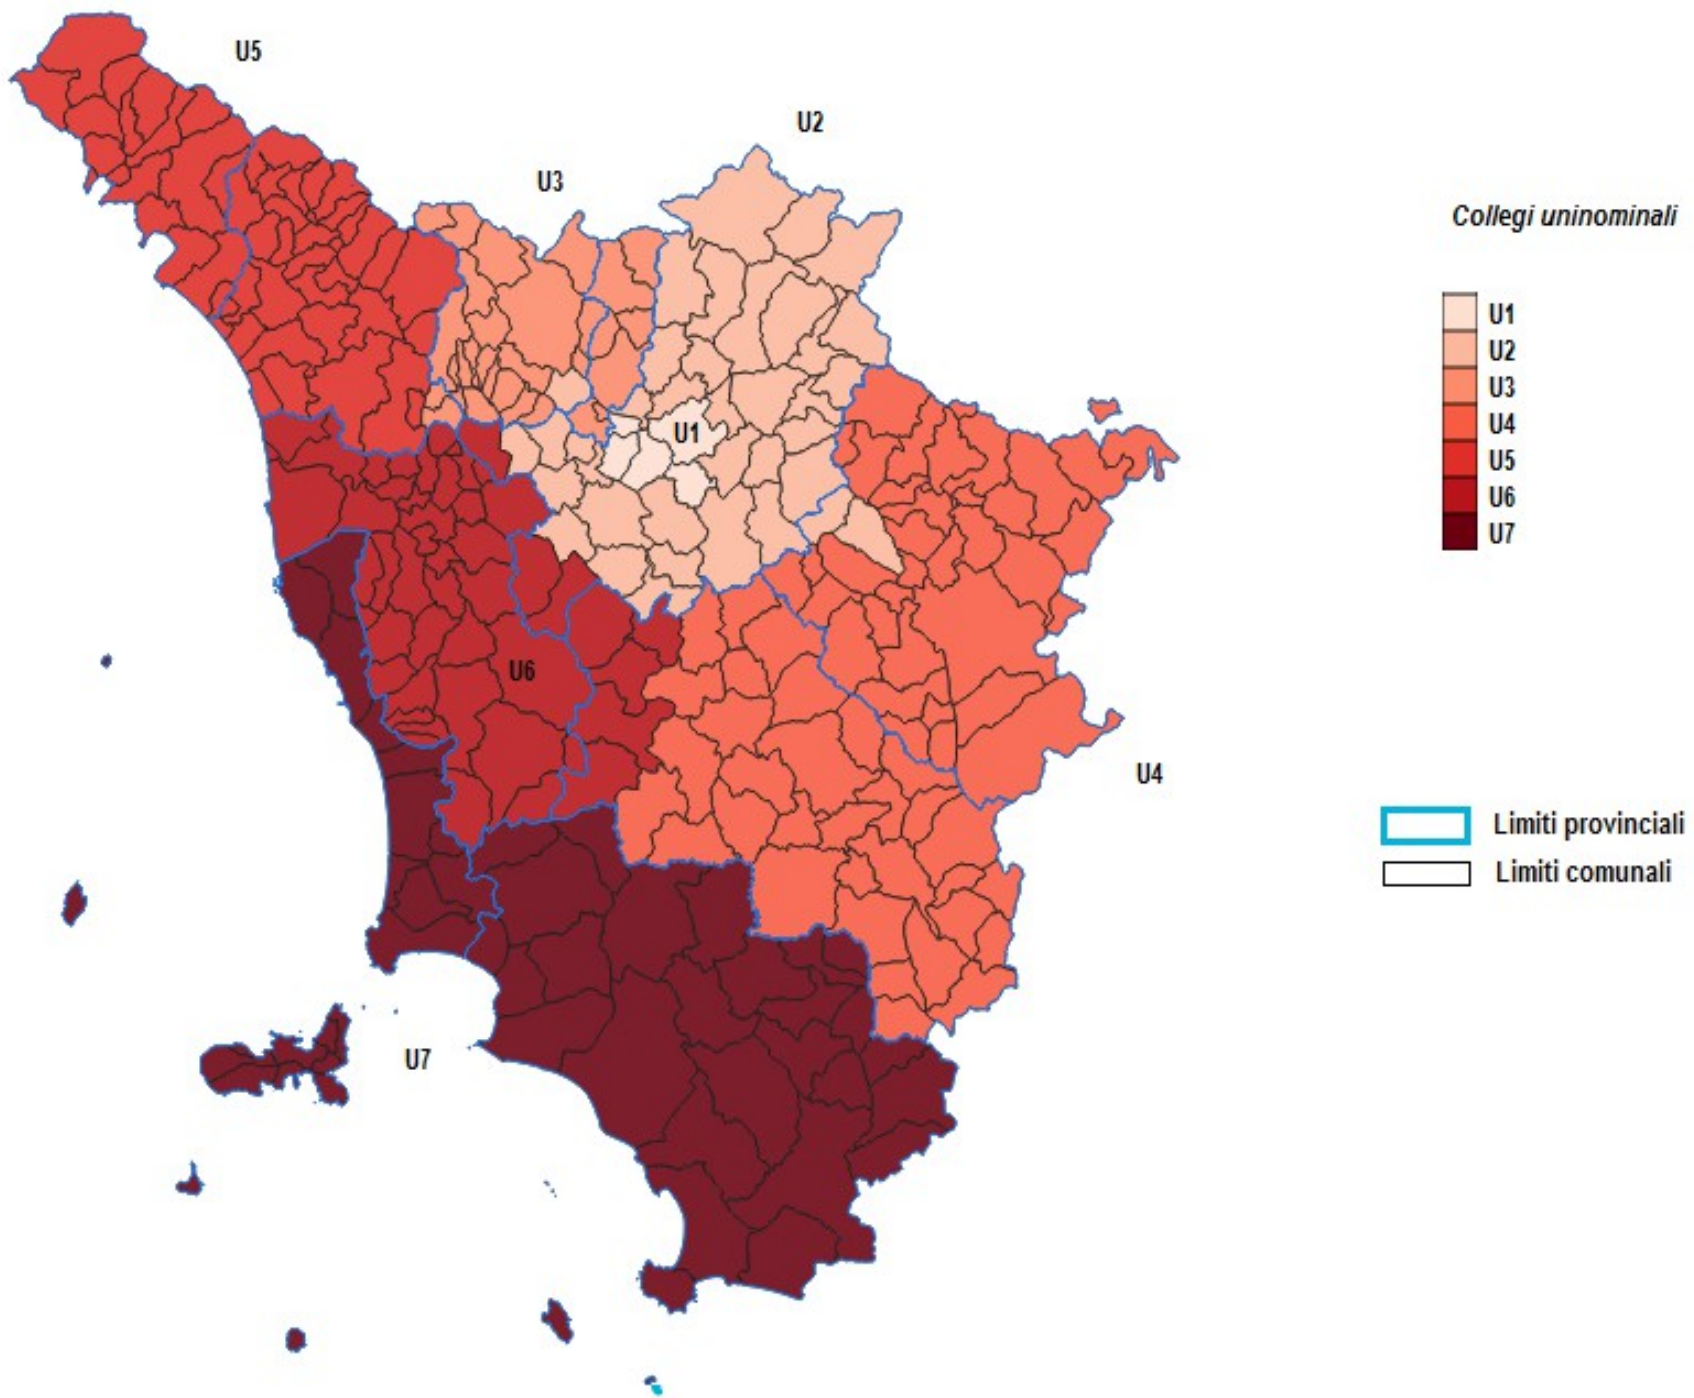 U5
U2
U3
Collegi uninominali
U1
U2
U3
U4
U5
U6
U7
U1
U6
U4
Limiti provinciali
Limiti comunali
U7